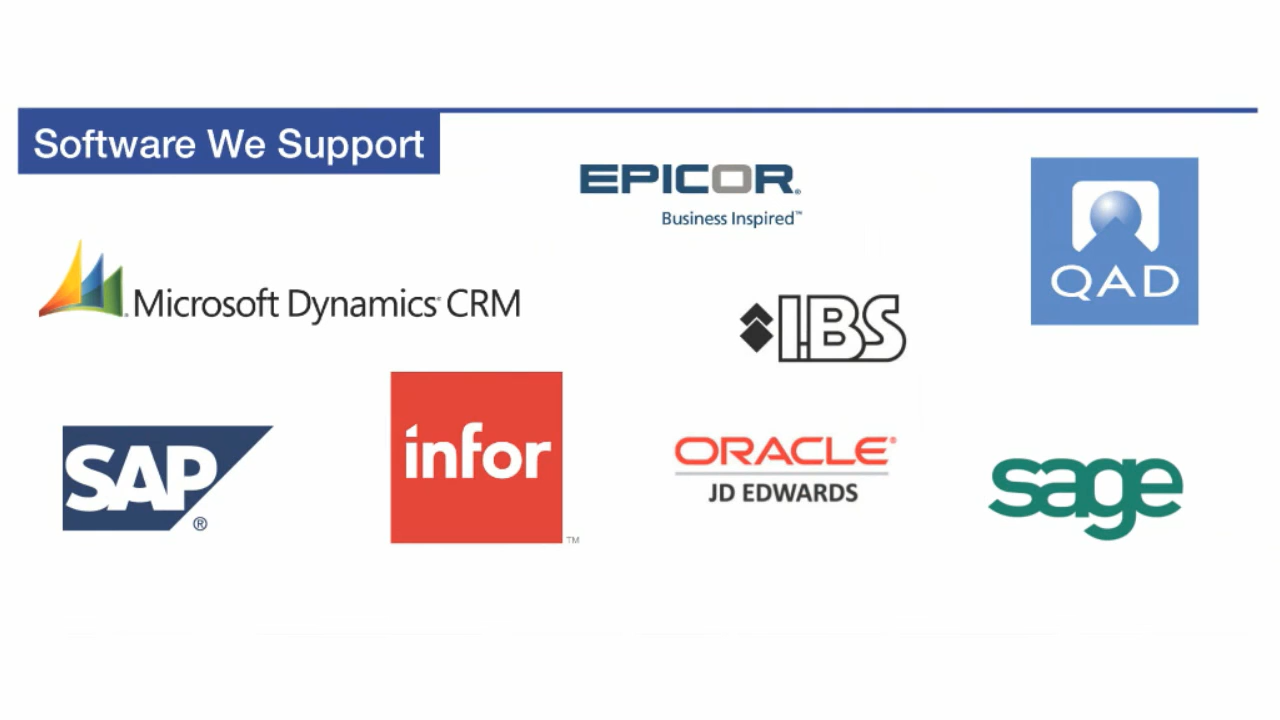 Software We Support
EPICOR®
Business Inspired™
QAD
Microsoft Dynamics® CRM
IBS
SAP
®
infor
™
ORACLE®
JD EDWARDS
sage